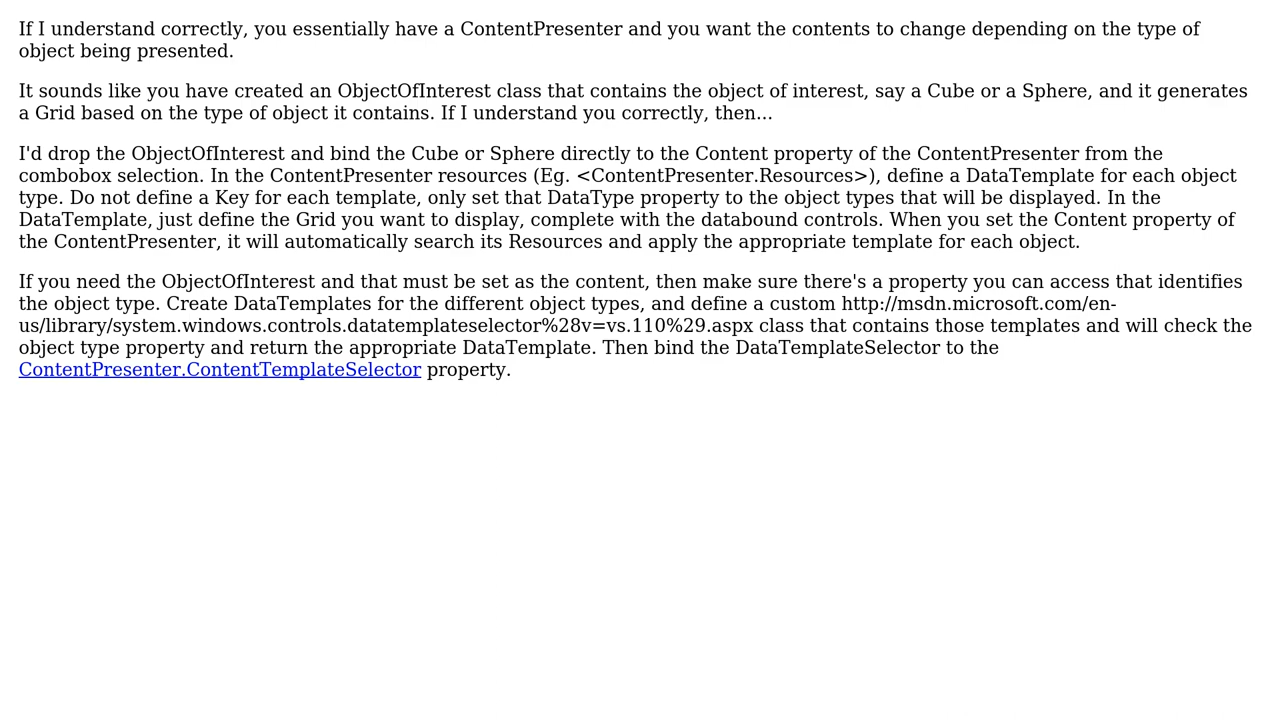 If I understand correctly, you essentially have a ContentPresenter and you want the contents to change depending on the type of
object being presented.
It sounds like you have created an ObjectOfInterest class that contains the object of interest, say a Cube or a Sphere, and it generates
a Grid based on the type of object it contains. If I understand you correctly, then...
I'd drop the ObjectOfInterest and bind the Cube or Sphere directly to the Content property of the ContentPresenter from the
combobox selection. In the ContentPresenter resources (Eg. <ContentPresenter.Resources>), define a DataTemplate for each object
type. Do not define a Key for each template, only set that DataType property to the object types that will be displayed. In the
DataTemplate, just define the Grid you want to display, complete with the databound controls. When you set the Content property of
the ContentPresenter, it will automatically search its Resources and apply the appropriate template for each object.
If you need the ObjectOfInterest and that must be set as the content, then make sure there's a property you can access that identifies
the object type. Create DataTemplates for the different object types, and define a custom http://msdn.microsoft.com/en-
us/library/system.windows.controls.datatemplateselector%28v=vs.110%29.aspx class that contains those templates and will check the
object type property and return the appropriate DataTemplate. Then bind the DataTemplateSelector to the
ContentPresenter.ContentTemplateSelector property.